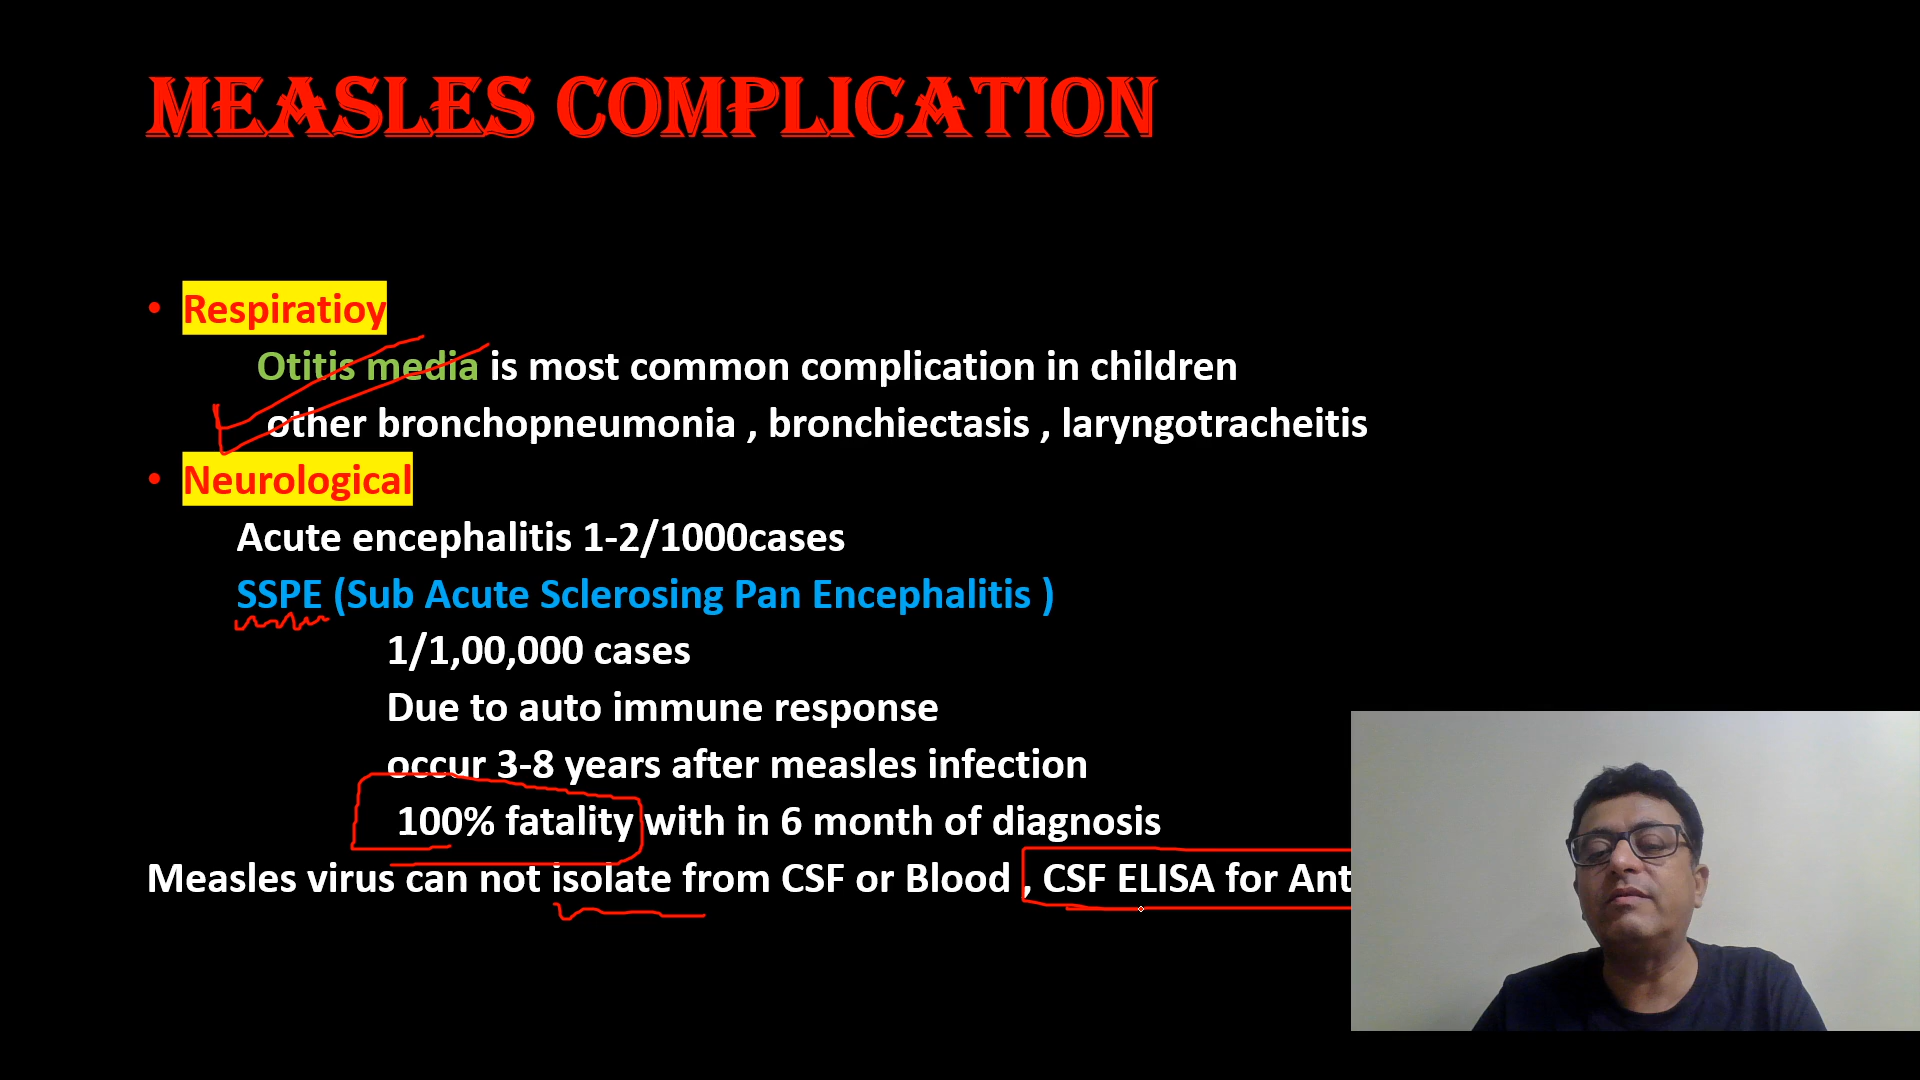 MEASLES COMPLICATION
• Respiratioy
Otitis media is most common complication in children
other bronchopneumonia , bronchiectasis , laryngotracheitis
• Neurological
Acute encephalitis 1-2/1000cases
SSPE (Sub Acute Sclerosing Pan Encephalitis )
1/1,00,000 cases
Due to auto immune response
occur 3-8 years after measles infection
100% fatality with in 6 month of diagnosis
Measles virus can not isolate from CSF or Blood , CSF ELISA for